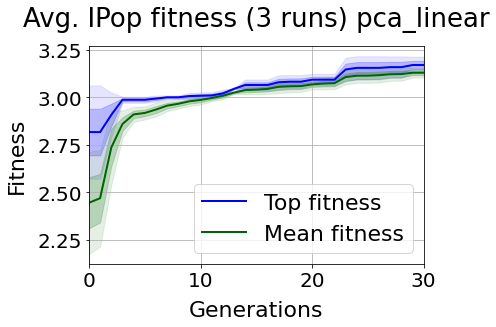 Avg. IPop fitness (3 runs) pca_linear
3.25
3.00
2.75
2.50
2.25
Fitness
Top fitness
Mean fitness
0
10
20
30
Generations